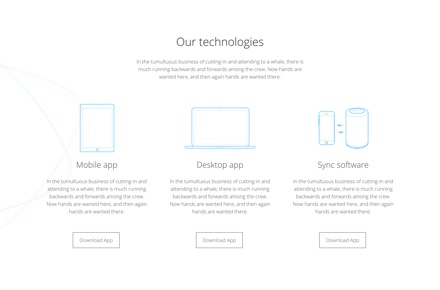 Our technologies
In the tumultuous business of cutting-in and attending to a whale, there is
much running backwards and forwards among the crew. Now hands are
wanted here, and then again hands are wanted there.
Mobile app
Desktop app
Sync software
In the tumultuous business of cutting-in and
attending to a whale, there is much running
backwards and forwards among the crew.
Now hands are wanted here, and then again
hands are wanted there.
In the tumultuous business of cutting-in and
attending to a whale, there is much running
backwards and forwards among the crew.
Now hands are wanted here, and then again
hands are wanted there.
In the tumultuous business of cutting-in and
attending to a whale, there is much running
backwards and forwards among the crew.
Now hands are wanted here, and then again
hands are wanted there.
Download App
Download App
Download App